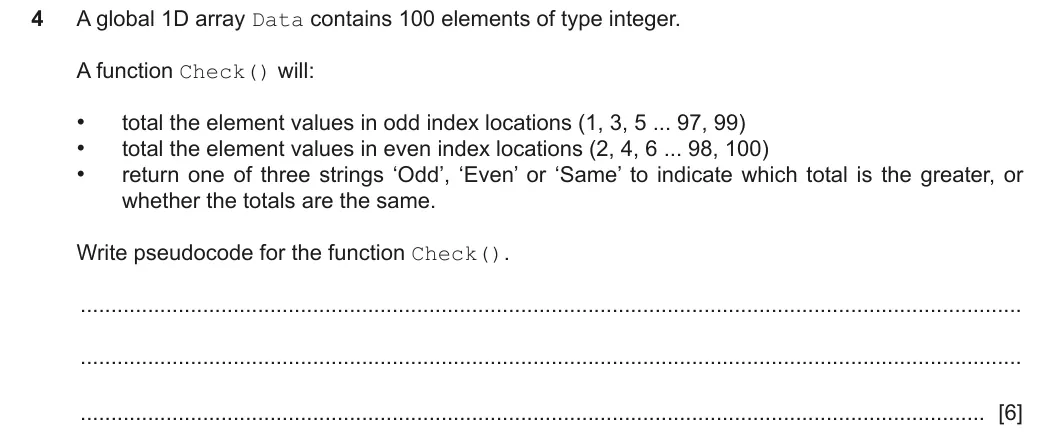 4 A global 1D array Data contains 100 elements of type integer.
A function Check() will:
• total the element values in odd index locations (1, 3, 5 ... 97, 99)
• total the element values in even index locations (2, 4, 6 ... 98, 100)
• return one of three strings ‘Odd’, ‘Even’ or ‘Same’ to indicate which total is the greater, or
whether the totals are the same.
Write pseudocode for the function Check().
[6]